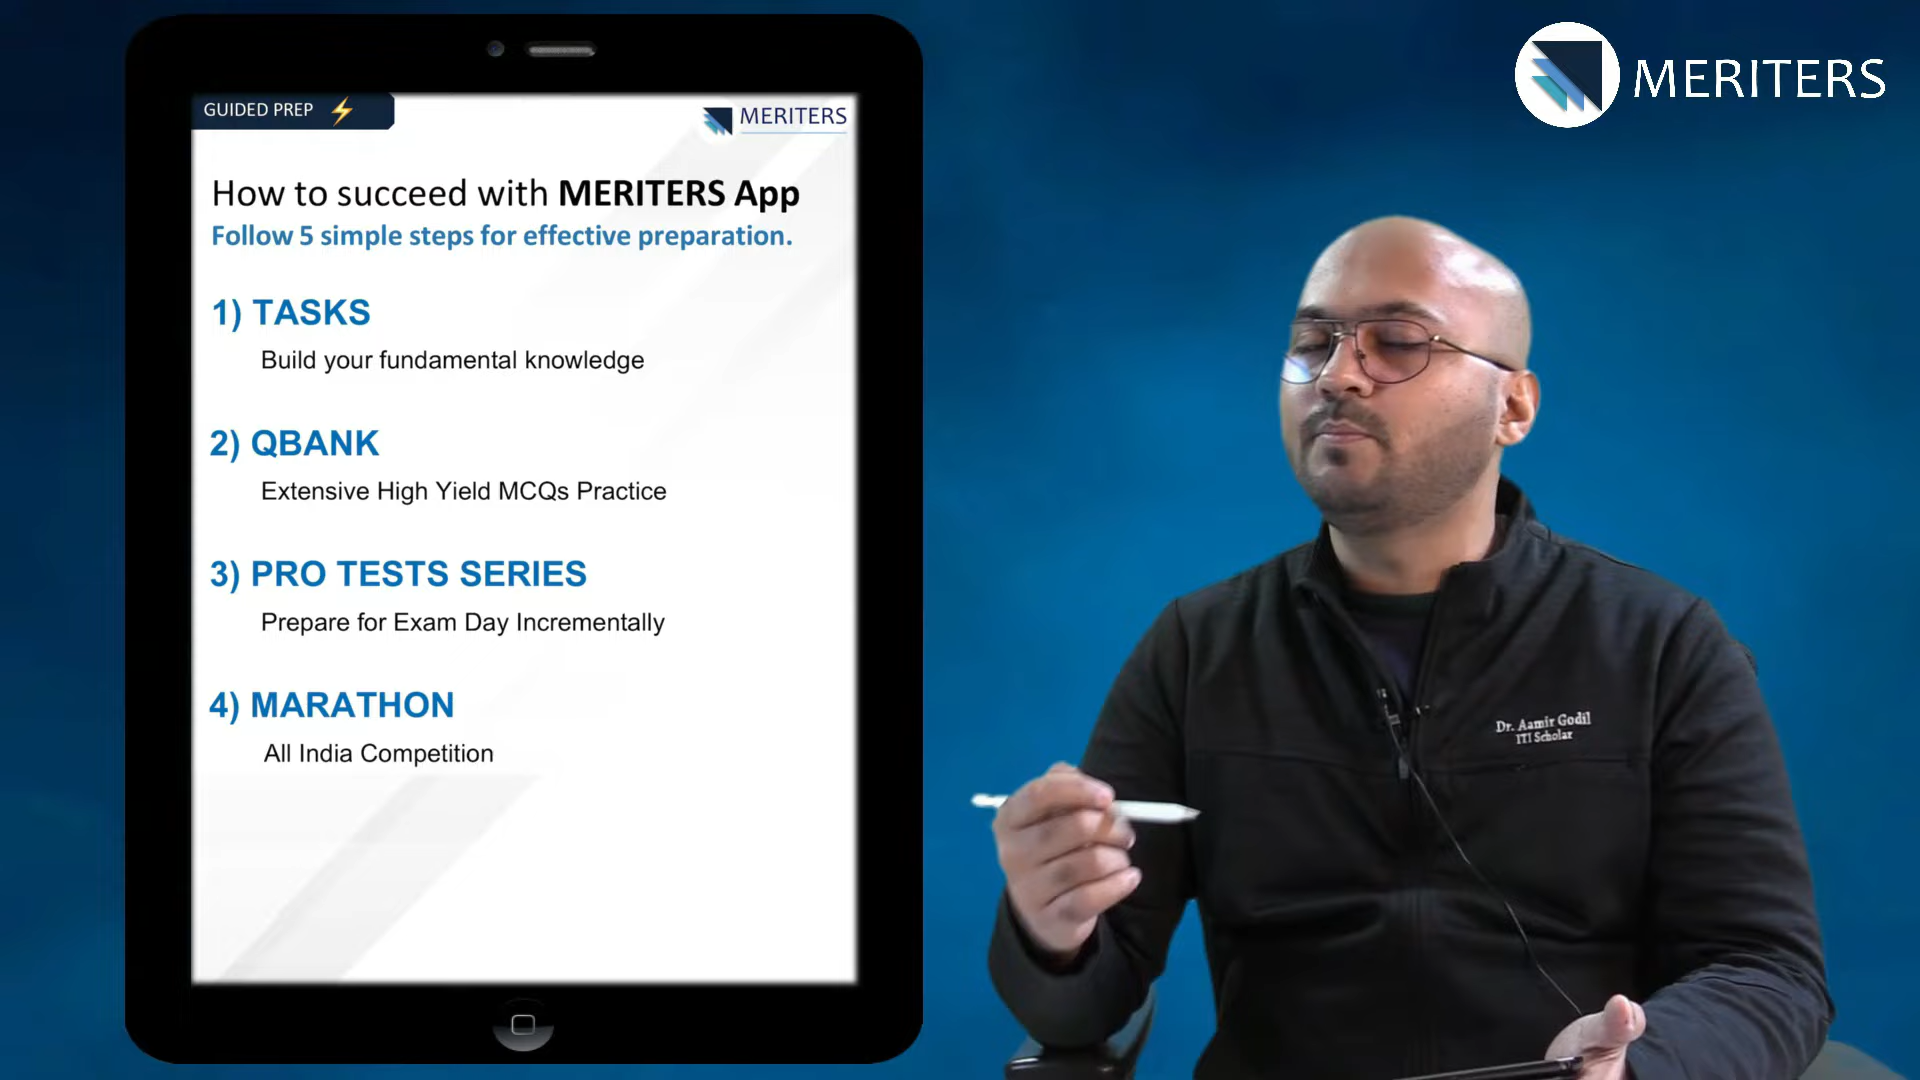 GUIDED PREP
MERITERS
How to succeed with MERITERS App
Follow 5 simple steps for effective preparation.
1) TASKS
Build your fundamental knowledge
2) QBANK
Extensive High Yield MCQs Practice
3) PRO TESTS SERIES
Prepare for Exam Day Incrementally
4) MARATHON
All India Competition
MERITERS
Dr. Aamir Godil
ITI Scholar